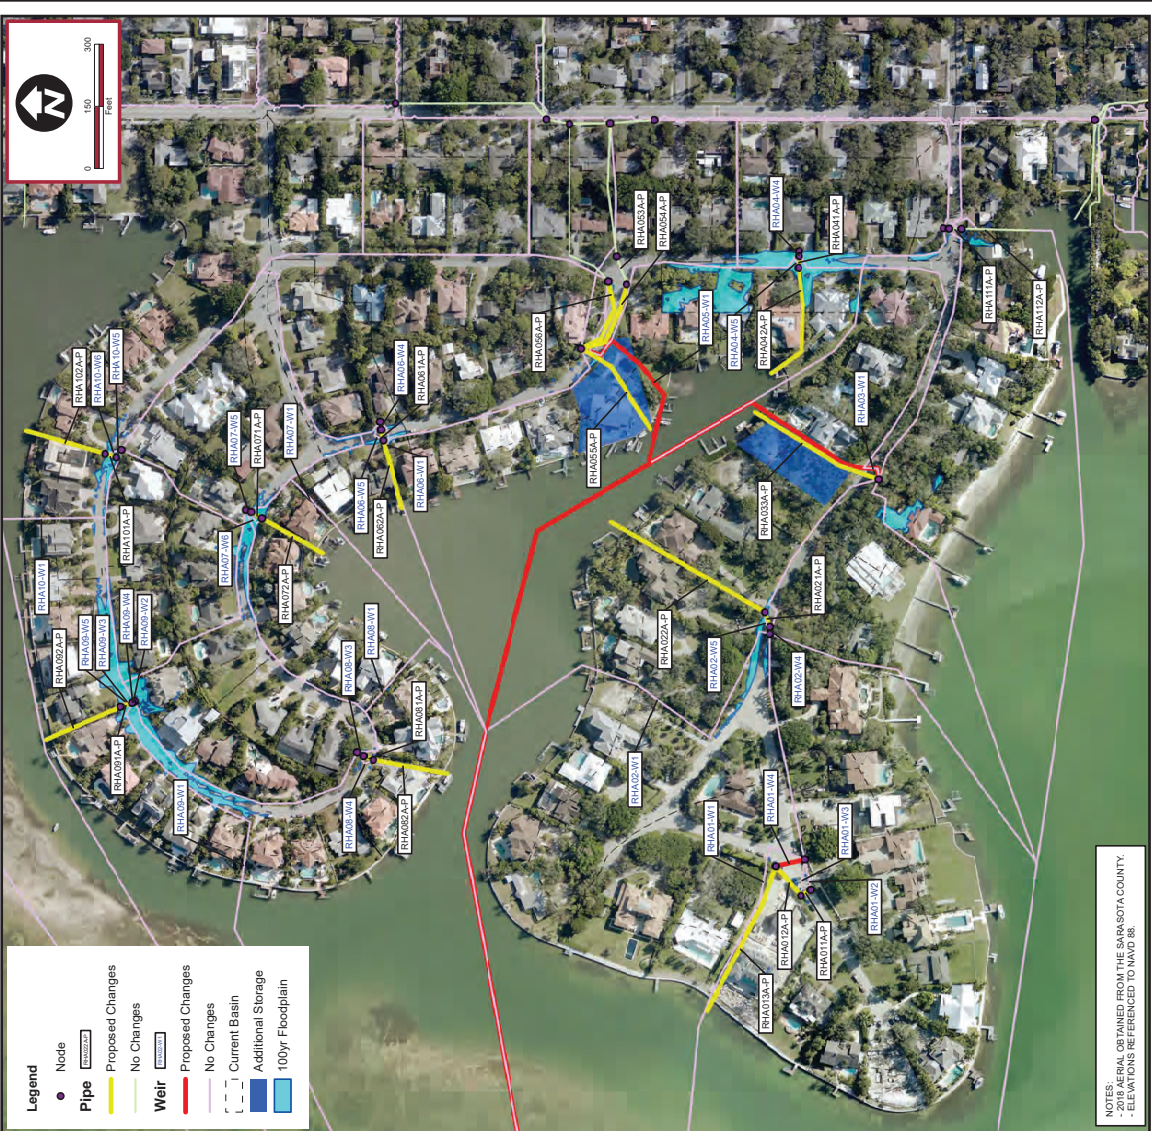 N
0
150
300
Feet
RHA053A-P
RHA054A-P
RHA04-W4
RHA041A-P
RHA111A-P
RHA112A-P
RHA056A-P
RHA05-W1
RHA04-W5
RHA042A-P
RHA03-W1
RHA102A-P
RHA10-W6
RHA10-W5
RHA07-W5
RHA071A-P
RHA07-W1
RHA06-W4
RHA061A-P
RHA055A-P
RHA033A-P
RHA06-W5
RHA062A-P
RHA06-W1
RHA101A-P
RHA07-W6
RHA072A-P
RHA10-W1
RHA092A-P
RHA09-W5
RHA09-W3
RHA09-W4
RHA09-W2
RHA08-W3
RHA08-W1
RHA081A-P
RHA091A-P
RHA09-W1
RHA08-W4
RHA082A-P
RHA021A-P
RHA022A-P
RHA02-W5
RHA02-W4
RHA02-W1
RHA01-W1
RHA01-W4
RHA01-W3
RHA012A-P
RHA011A-P
RHA01-W2
RHA013A-P
Legend
Node
Pipe
RHA022A-P
Proposed Changes
No Changes
Weir
RHA02-W1
Proposed Changes
No Changes
Current Basin
Additional Storage
100yr Floodplain
NOTES:
- 2018 AERIAL OBTAINED FROM THE SARASOTA COUNTY.
- ELEVATIONS REFERENCED TO NAVD 88.